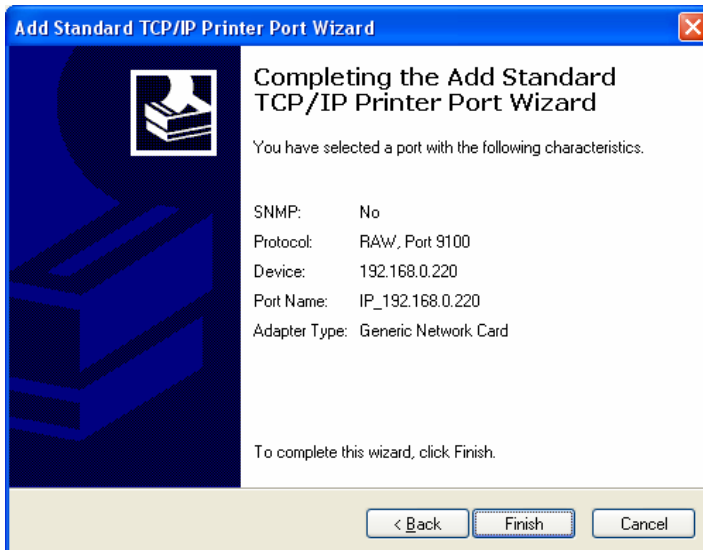 Add Standard TCP/IP Printer Port Wizard
Completing the Add Standard
TCP/IP Printer Port Wizard
You have selected a port with the following characteristics.
SNMP: No
Protocol: RAW, Port 9100
Device: 192.168.0.220
Port Name: IP_192.168.0.220
Adapter Type: Generic Network Card
To complete this wizard, click Finish.
< Back Finish Cancel